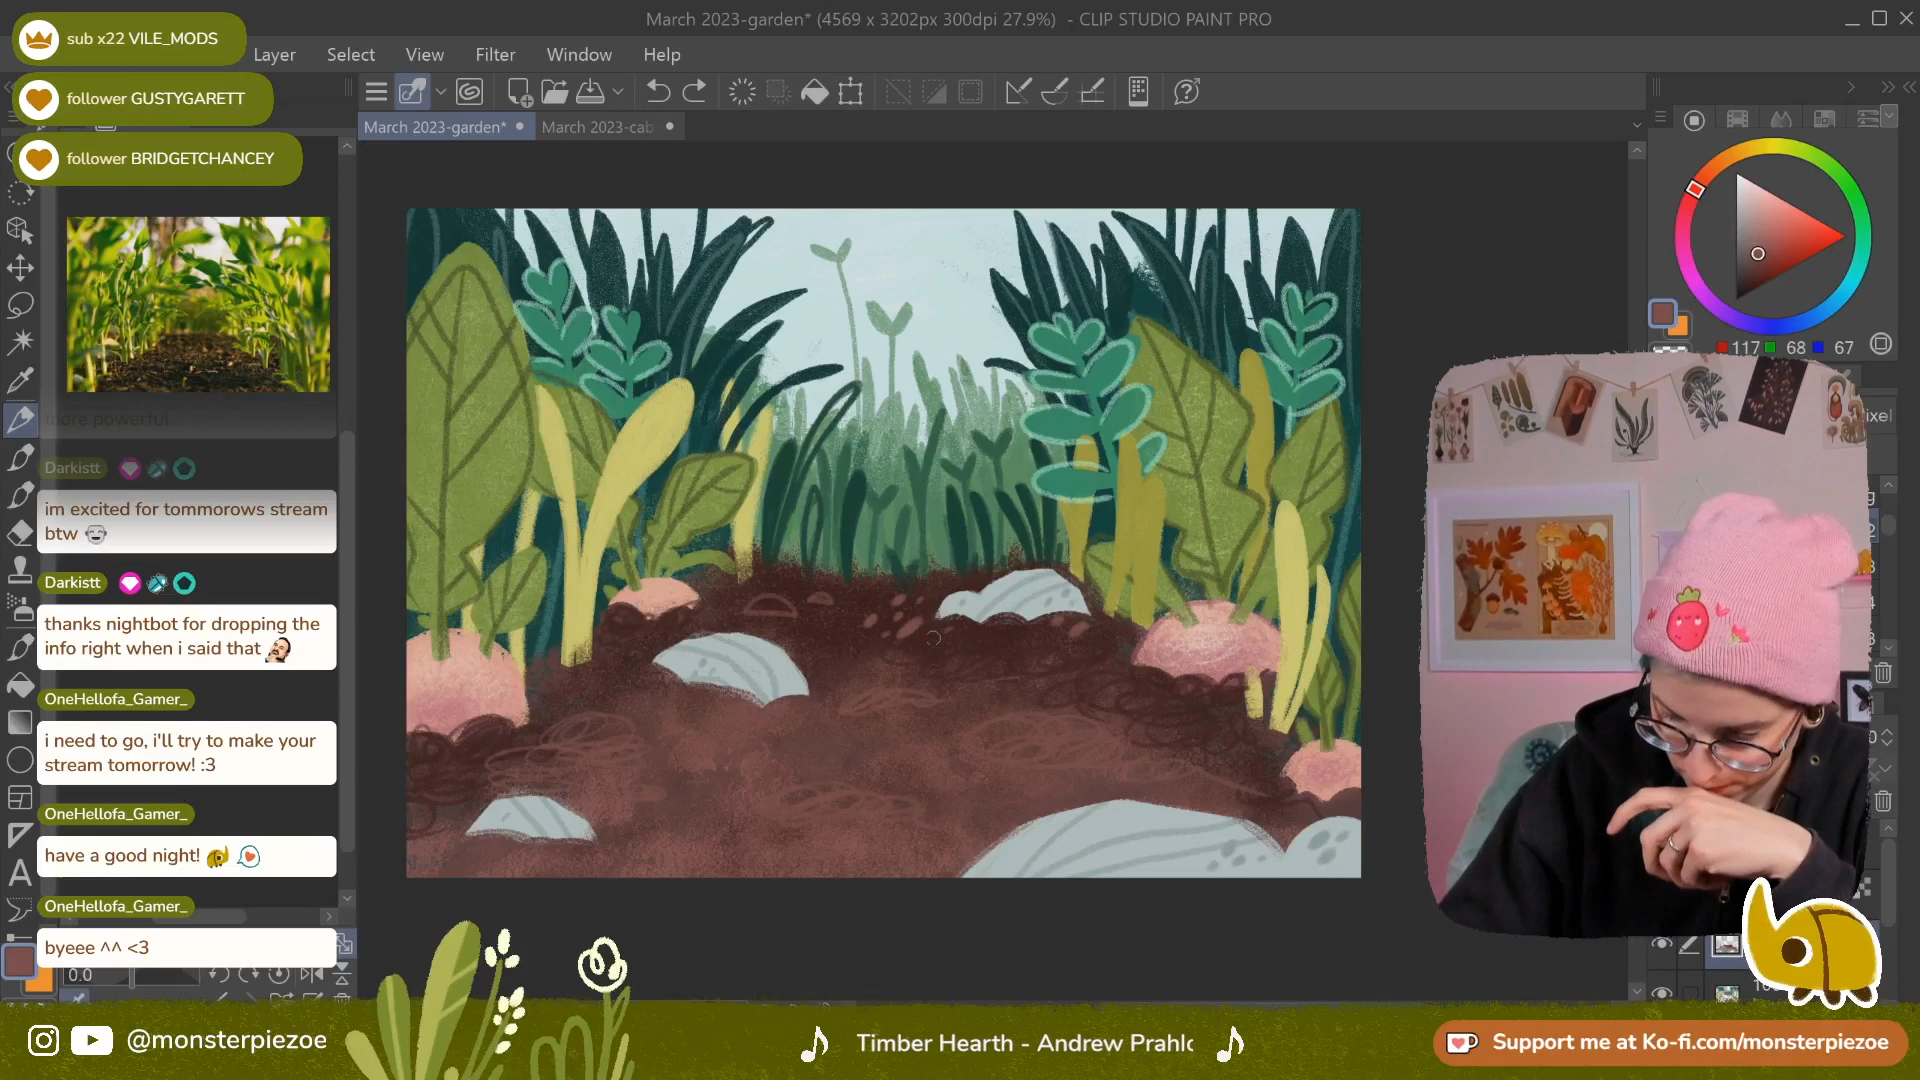 March 2023-garden* (4569 x 3202px 300dpi 27.9%) - CLIP STUDIO PAINT PRO
sub x22 VILE_MODS
Layer Select View Filter Window Help
follower GUSTYGARETT
March 2023-garden* March 2023-cab
follower BRIDGETCHANCEY
117 68 67
more powerful
Darkistt
im excited for tommorows stream
btw
Darkistt
thanks nightbot for dropping the
info right when i said that
OneHellofa_Gamer_
i need to go, i'll try to make your
stream tomorrow! :3
OneHellofa_Gamer_
have a good night!
OneHellofa_Gamer_
byeee ^^ <3
0.0
@monsterpiezoe
Timber Hearth - Andrew Prahl
Support me at Ko-fi.com/monsterpiezoe